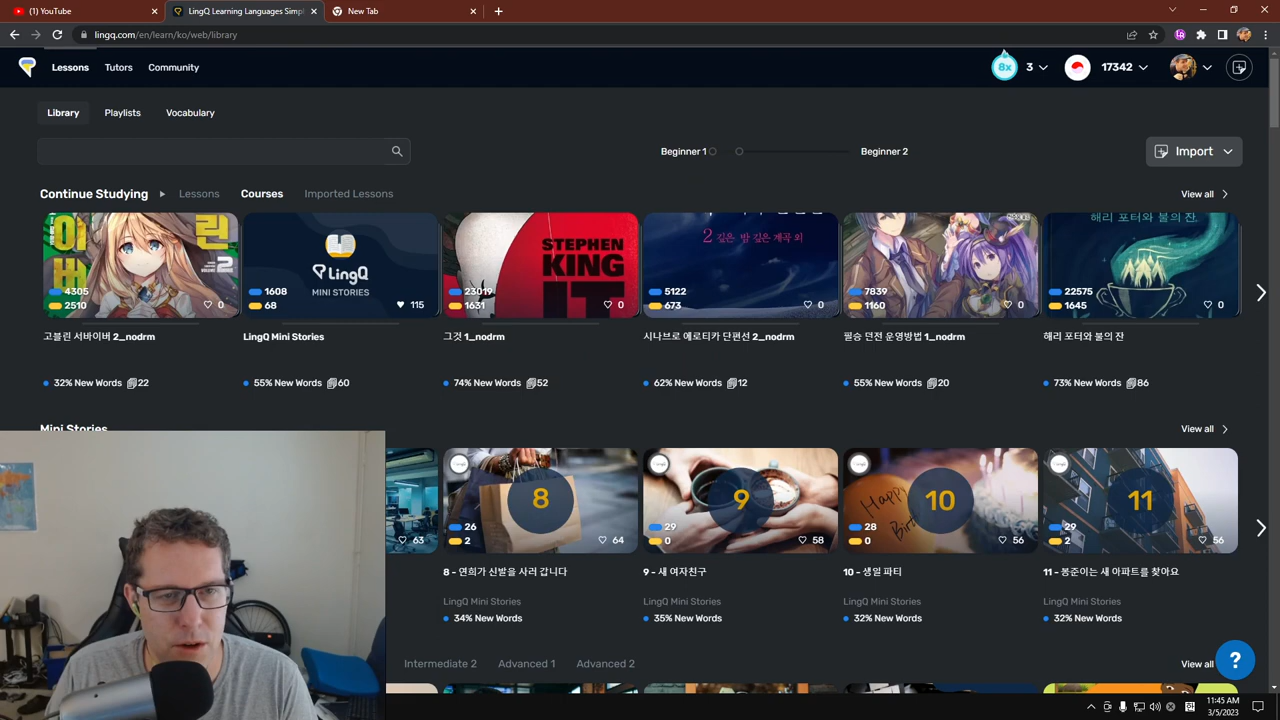 (1) YouTube
LingQ Learning Languages Simpl
New Tab
lingq.com/en/learn/ko/web/library
Lessons
Tutors
Community
8x
3
17342
Library
Playlists
Vocabulary
Beginner 1
Beginner 2
Import
Continue Studying
Lessons
Courses
Imported Lessons
View all
이
린
바
2
4305
2510
0
LingQ
MINI STORIES
1608
68
115
STEPHEN
KING
IT
23019
1631
0
2 깊은 밤 깊은 계곡 외
5122
673
0
7839
1160
0
해리 포터와 불의 잔
22575
1645
0
고블린 서바이버 2_nodrm
LingQ Mini Stories
그것 1_nodrm
시나브로 에로티카 단편선 2_nodrm
필승 던전 운영방법 1_nodrm
해리 포터와 불의 잔
32% New Words 22
55% New Words 60
74% New Words 52
62% New Words 12
55% New Words 20
73% New Words 86
Mini Stories
View all
63
8
26
2
64
9
29
0
58
Happy
Birt
10
28
0
56
11
29
2
56
8 - 연희가 신발을 사러 갑니다
9 - 새 여자친구
10 - 생일 파티
11 - 봉준이는 새 아파트를 찾아요
LingQ Mini Stories
LingQ Mini Stories
LingQ Mini Stories
LingQ Mini Stories
34% New Words
35% New Words
32% New Words
32% New Words
Intermediate 2
Advanced 1
Advanced 2
View all
?
11:45 AM
3/5/2023